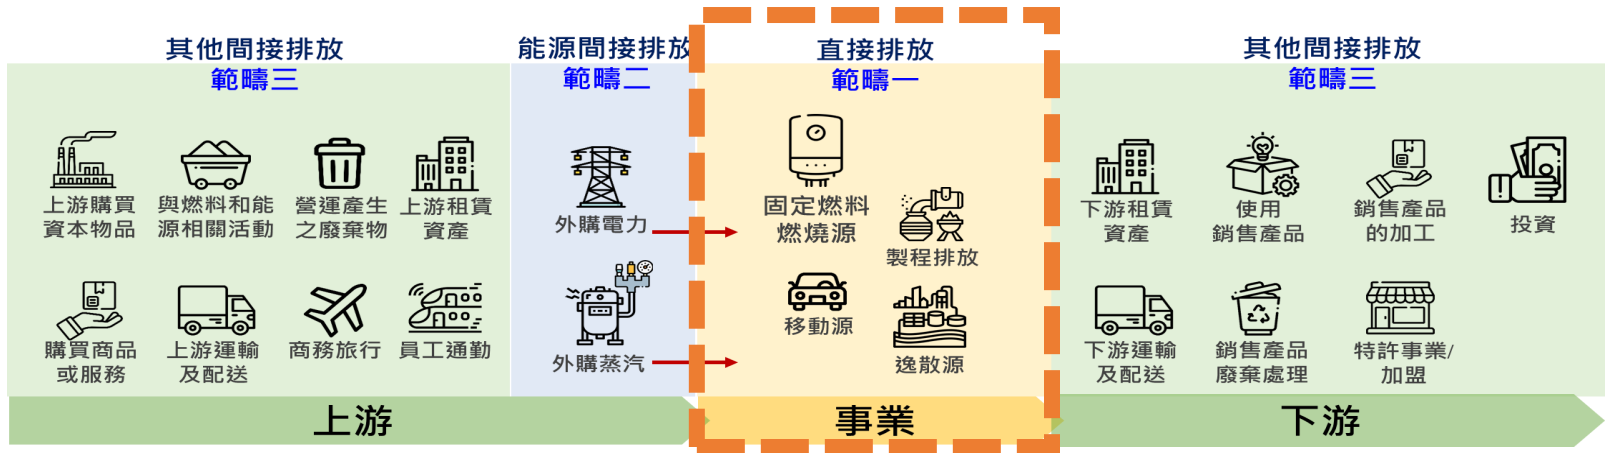 其他間接排放
範疇三
上游購買
資本物品
與燃料和能
源相關活動
營運產生
之廢棄物
上游租賃
資產
購買商品
或服務
上游運輸
及配送
商務旅行
員工通勤
能源間接排放
範疇二
外購電力
外購蒸汽
直接排放
範疇一
固定燃料
燃燒源
製程排放
移動源
逸散源
其他間接排放
範疇三
下游租賃
資產
使用
銷售產品
銷售產品
的加工
投資
下游運輸
及配送
銷售產品
廢棄處理
特許事業/
加盟
上游
事業
下游